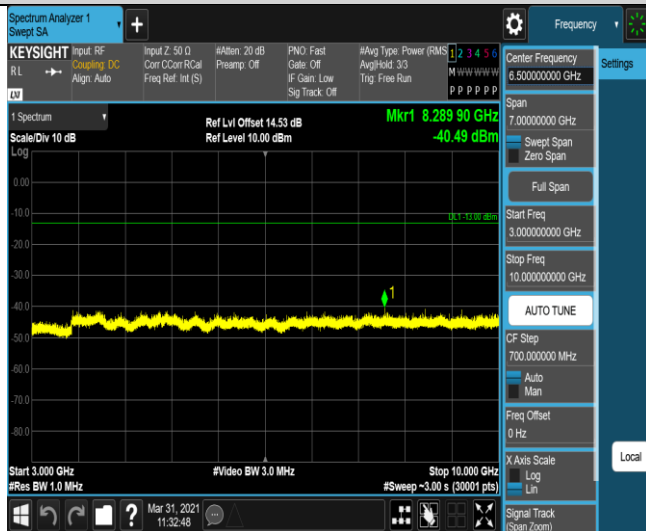 Spectrum Analyzer 1
Swept SA
Frequency
KEYSIGHT
RL
LXI
Input: RF
Coupling: DC
Align: Auto
Input Z: 50 Ω
Corr CCorr RCal
Freq Ref: Int (S)
#Atten: 20 dB
Preamp: Off
PNO: Fast
Gate: Off
IF Gain: Low
Sig Track: Off
#Avg Type: Power (RMS
Avg|Hold: 3/3
Trig: Free Run
1 2 3 4 5 6
M W W W W W
P P P P P P
1 Spectrum
Scale/Div 10 dB
Log
Ref Lvl Offset 14.53 dB
Ref Level 10.00 dBm
Mkr1 8.289 90 GHz
-40.49 dBm
0.00
-10.0
DL1 -13.00 dBm
-20.0
-30.0
1
-40.0
-50.0
-60.0
-70.0
-80.0
Start 3.000 GHz
#Res BW 1.0 MHz
#Video BW 3.0 MHz
Stop 10.000 GHz
#Sweep ~3.00 s (30001 pts)
?
Mar 31, 2021
11:32:48
Center Frequency
6.500000000 GHz
Span
7.00000000 GHz
Swept Span
Zero Span
Full Span
Start Freq
3.000000000 GHz
Stop Freq
10.000000000 GHz
AUTO TUNE
CF Step
700.000000 MHz
Auto
Man
Freq Offset
0 Hz
X Axis Scale
Log
Lin
Signal Track
(Span Zoom)
Settings
Local